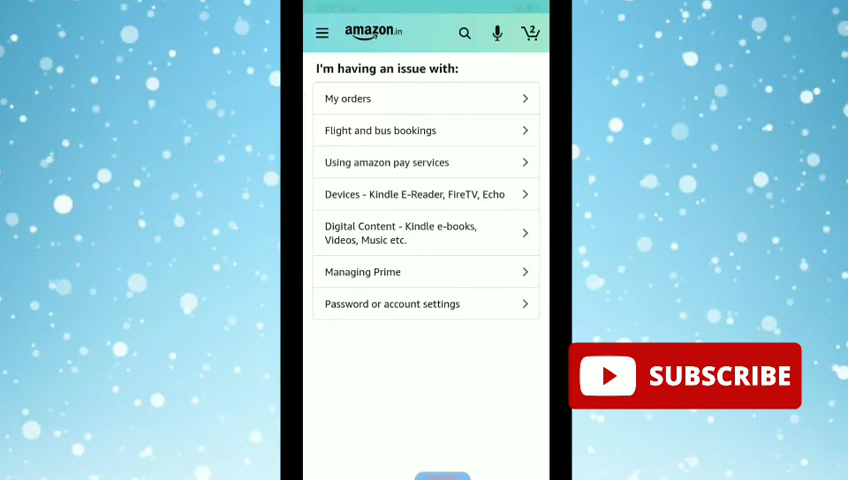 amazon.in
2
I'm having an issue with:
My orders
Flight and bus bookings
Using amazon pay services
Devices - Kindle E-Reader, FireTV, Echo
Digital Content - Kindle e-books,
Videos, Music etc.
Managing Prime
Password or account settings
SUBSCRIBE